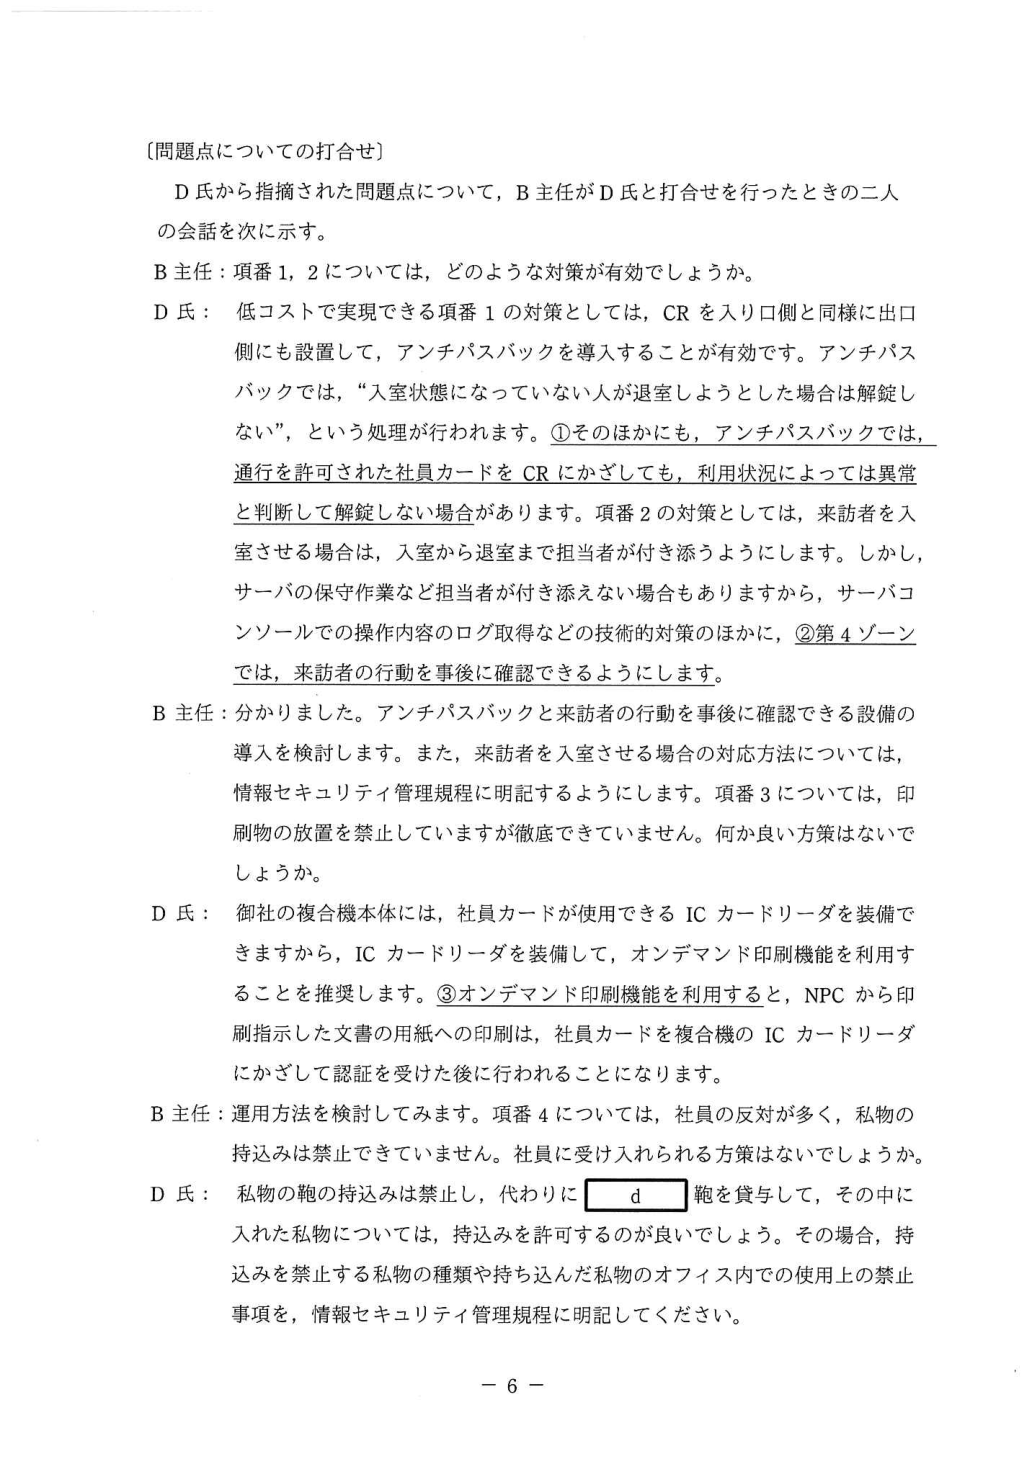 〔問題点についての打合せ〕
D 氏から指摘された問題点について，B 主任が D 氏と打合せを行ったときの二人
の会話を次に示す。
B 主任：項番 1，2 については，どのような対策が有効でしょうか。
D 氏：　低コストで実現できる項番 1 の対策としては，CR を入り口側と同様に出口
側にも設置して，アンチパスバックを導入することが有効です。アンチパス
バックでは，“入室状態になっていない人が退室しようとした場合は解錠し
ない”，という処理が行われます。①そのほかにも，アンチパスバックでは，
通行を許可された社員カードを CR にかざしても，利用状況によっては異常
と判断して解錠しない場合があります。項番 2 の対策としては，来訪者を入
室させる場合は，入室から退室まで担当者が付き添うようにします。しかし，
サーバの保守作業など担当者が付き添えない場合もありますから，サーバコ
ンソールでの操作内容のログ取得などの技術的対策のほかに，②第 4 ゾーン
では，来訪者の行動を事後に確認できるようにします。
B 主任：分かりました。アンチパスバックと来訪者の行動を事後に確認できる設備の
導入を検討します。また，来訪者を入室させる場合の対応方法については，
情報セキュリティ管理規程に明記するようにします。項番 3 については，印
刷物の放置を禁止していますが徹底できていません。何か良い方策はないで
しょうか。
D 氏：　御社の複合機本体には，社員カードが使用できる IC カードリーダを装備で
きますから，IC カードリーダを装備して，オンデマンド印刷機能を利用す
ることを推奨します。③オンデマンド印刷機能を利用すると，NPC から印
刷指示した文書の用紙への印刷は，社員カードを複合機の IC カードリーダ
にかざして認証を受けた後に行われることになります。
B 主任：運用方法を検討してみます。項番 4 については，社員の反対が多く，私物の
持込みは禁止できていません。社員に受け入れられる方策はないでしょうか。
D 氏：　私物の鞄の持込みは禁止し，代わりに d 鞄を貸与して，その中に
入れた私物については，持込みを許可するのが良いでしょう。その場合，持
込みを禁止する私物の種類や持ち込んだ私物のオフィス内での使用上の禁止
事項を，情報セキュリティ管理規程に明記してください。
－ 6 －